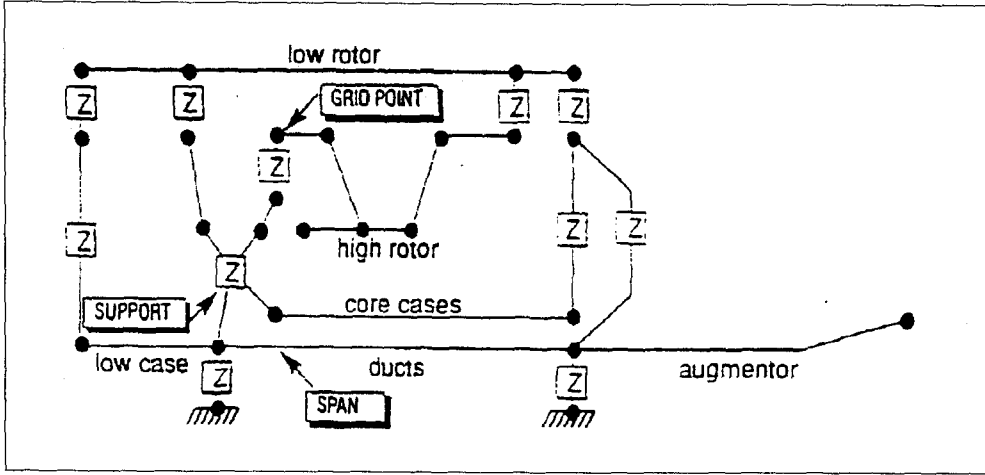 low rotor
Z
Z
GRID POINT
Z
Z
Z
Z
Z
Z
high rotor
Z
SUPPORT
core cases
low case
Z
ducts
Z
augmentor
SPAN